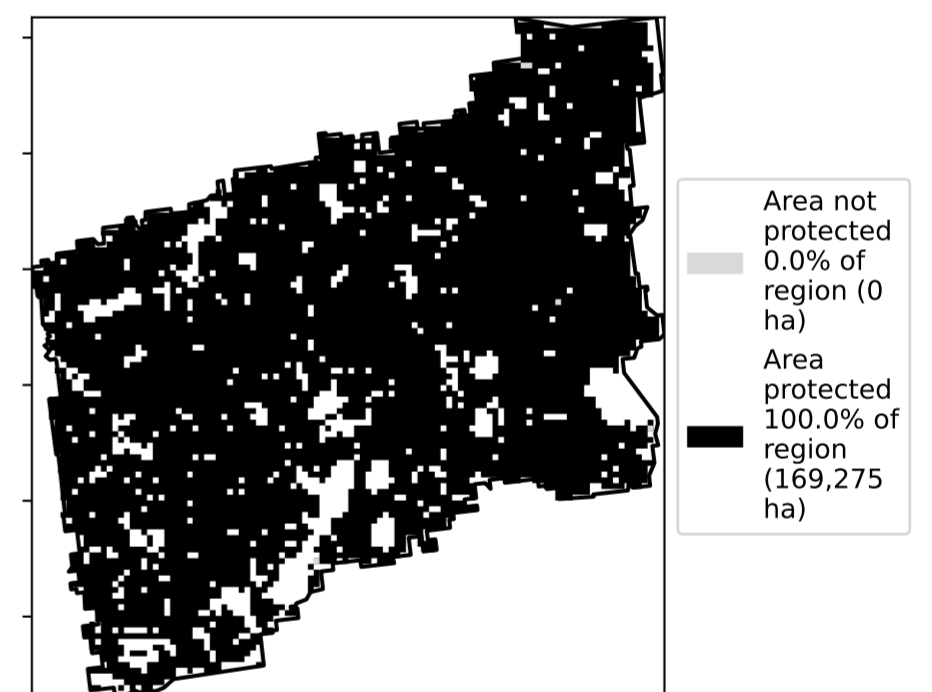 Area not
protected
0.0% of
region (0
ha)
Area
protected
100.0% of
region
(169,275
ha)